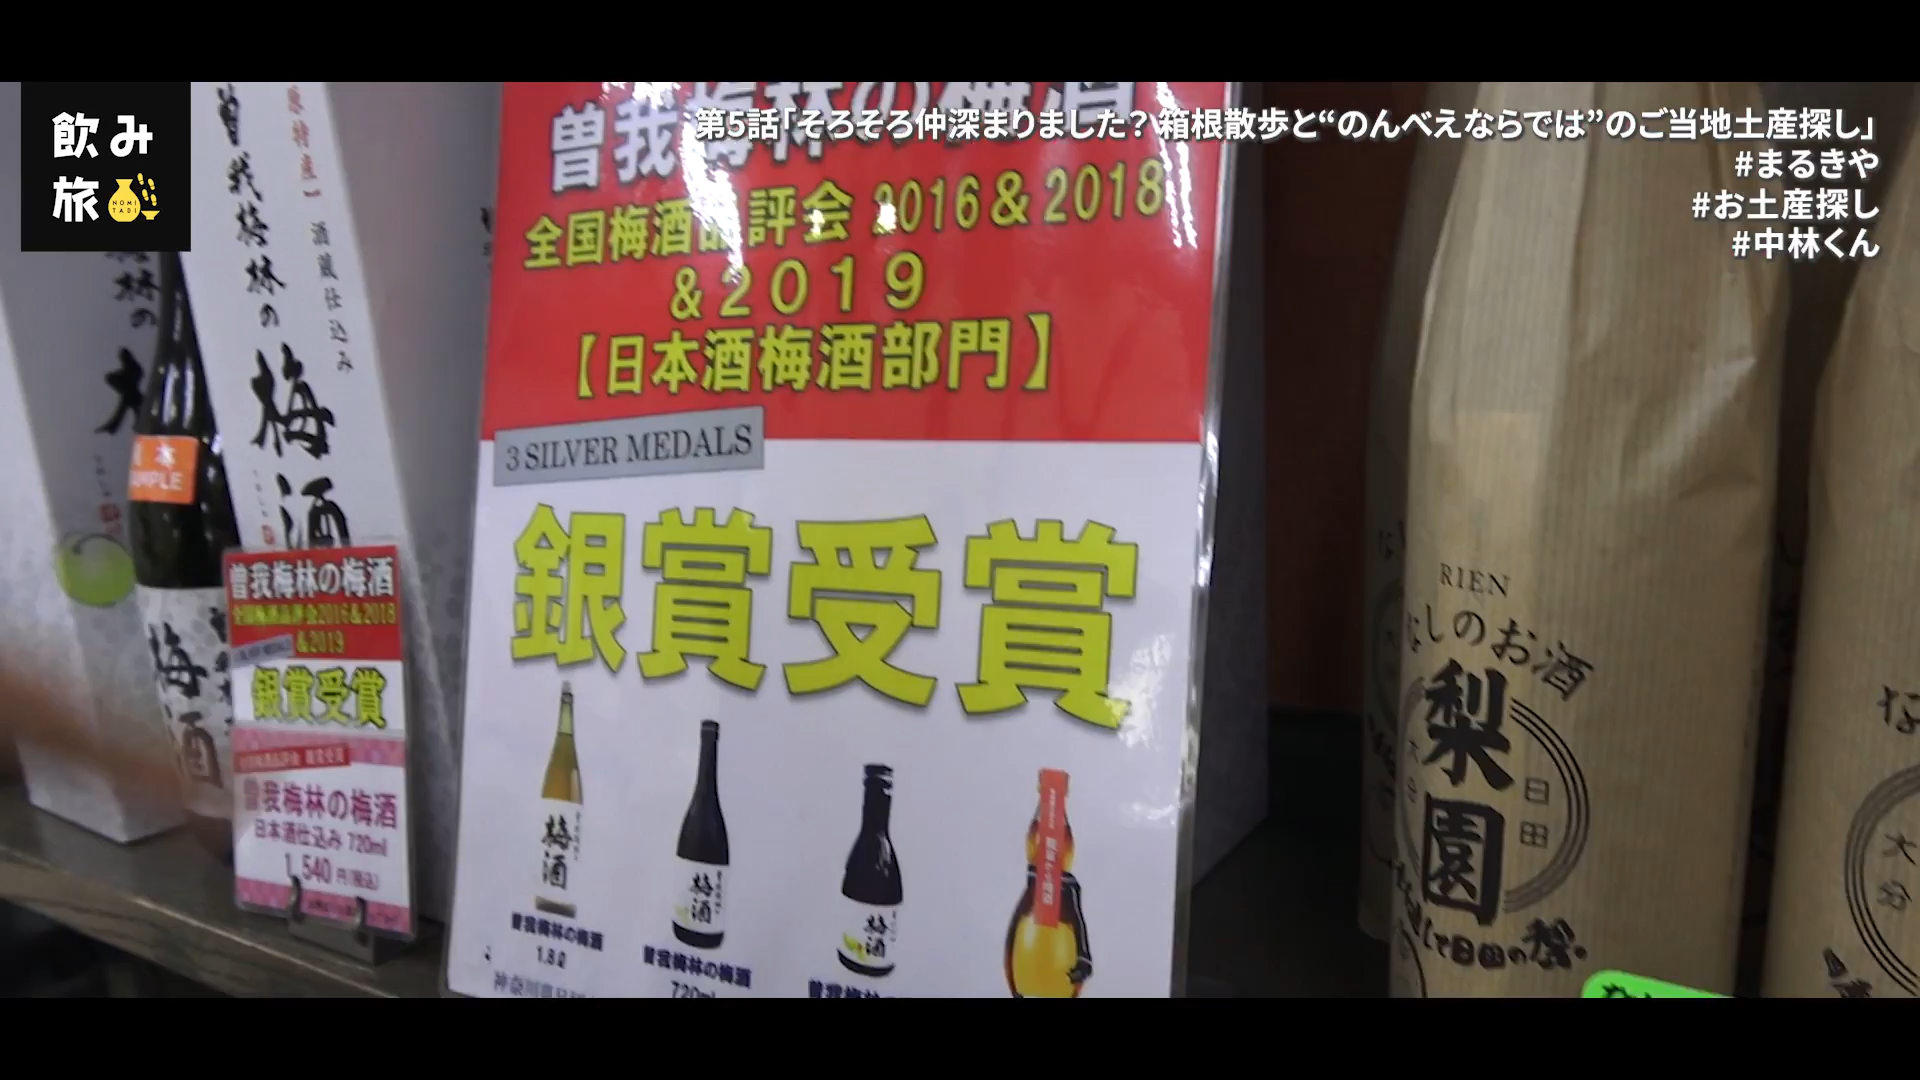 飲み
旅
NOMI
TABI
第5話「そろそろ仲深まりました？箱根散歩と“のんべえならでは”のご当地土産探し」
#まるきや
#お土産探し
#中林くん
曽我梅林の梅酒
酒蔵仕込み
梅酒
曽我梅林の梅酒
全国梅酒品評会 2016&2018
&2019
【日本酒梅酒部門】
3 SILVER MEDALS
銀賞受賞
梅酒
曽我梅林の梅酒
1.8ℓ
梅酒
曽我梅林の梅酒
720ml
梅酒
曽我梅林の梅酒
全国梅酒品評会2016&2018
&2019
銀賞受賞
曽我梅林の梅酒
日本酒仕込み 720ml
1,540 円(税込)
RIEN
なしのお酒
梨園
日田
大分